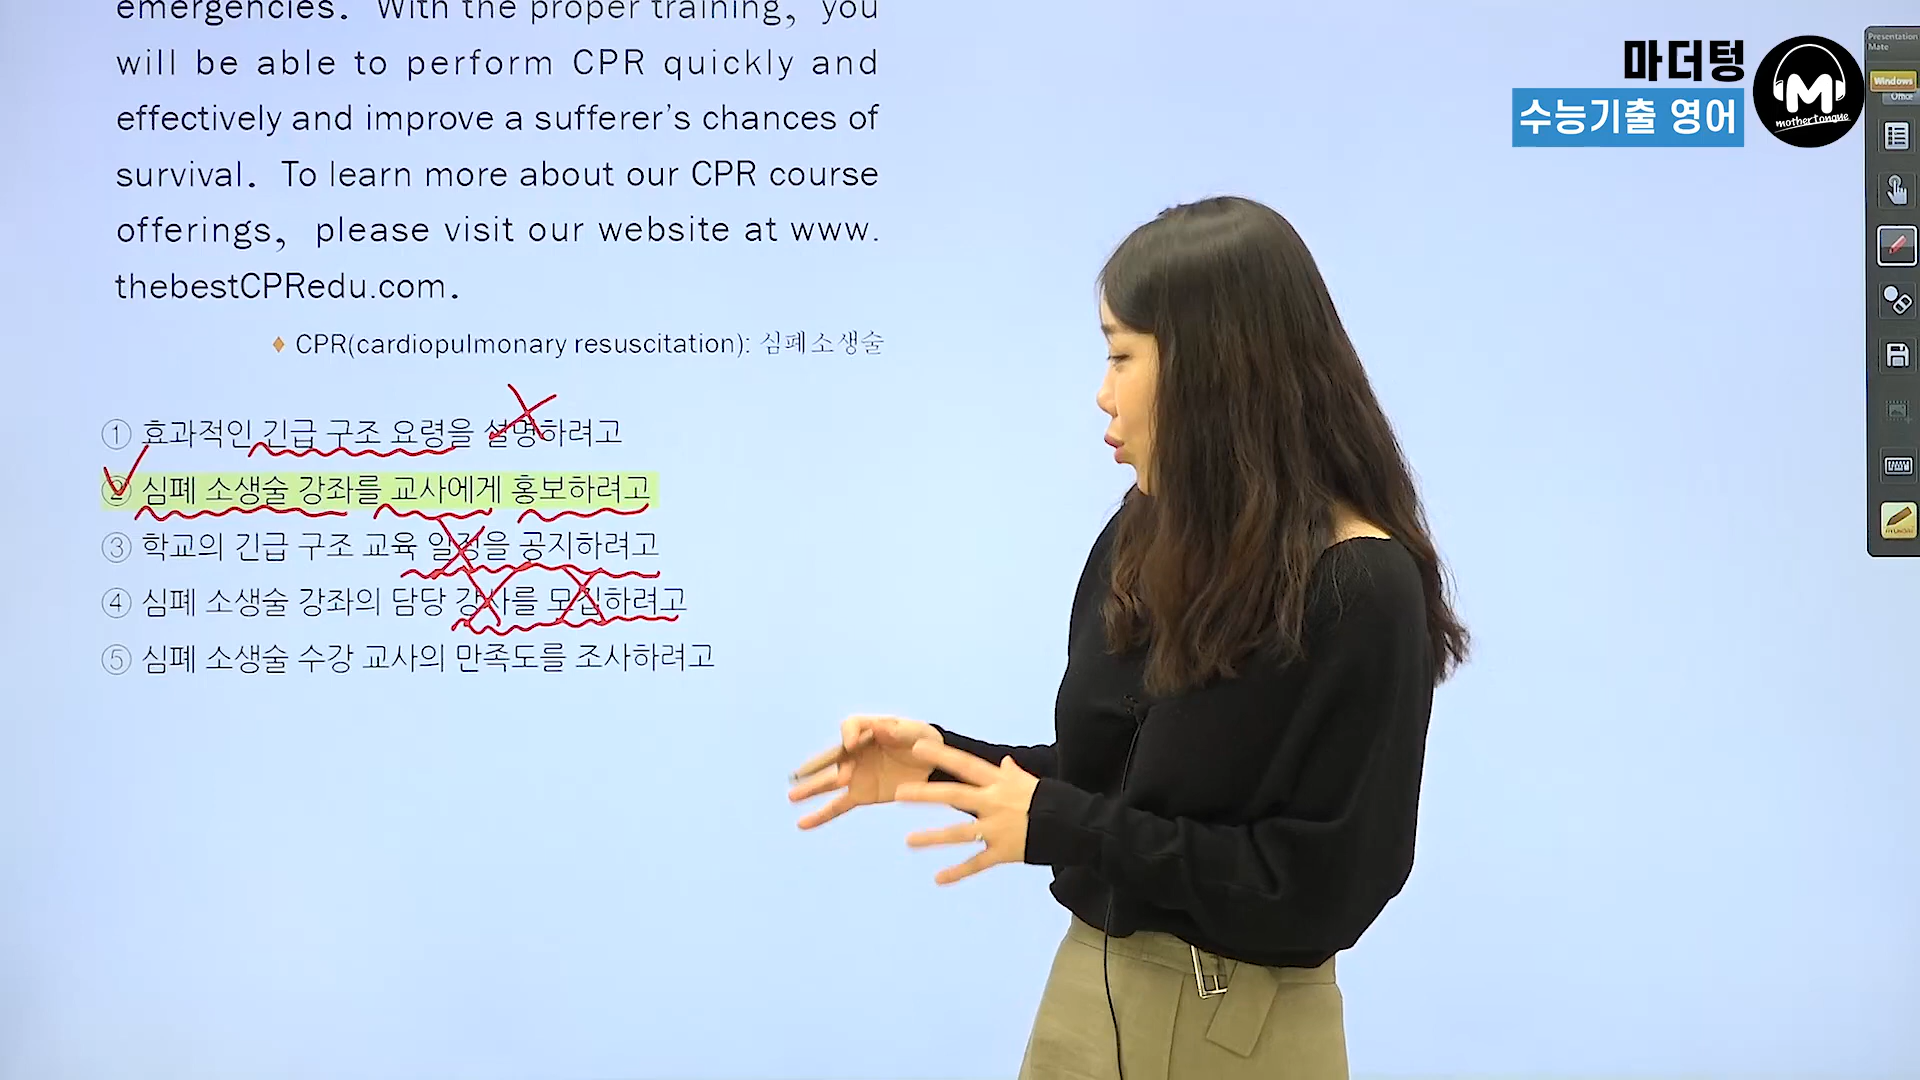 emergencies. With the proper training, you
will be able to perform CPR quickly and
effectively and improve a sufferer's chances of
survival. To learn more about our CPR course
offerings, please visit our website at www.
thebestCPRedu.com.
◆ CPR(cardiopulmonary resuscitation): 심폐소생술
① 효과적인 긴급 구조 요령을 설명하려고
② 심폐 소생술 강좌를 교사에게 홍보하려고
③ 학교의 긴급 구조 교육 일정을 공지하려고
④ 심폐 소생술 강좌의 담당 강사를 모집하려고
⑤ 심폐 소생술 수강 교사의 만족도를 조사하려고
마더텅
수능기출 영어
M
mothertongue
Presentation
Mate
Windows
Office